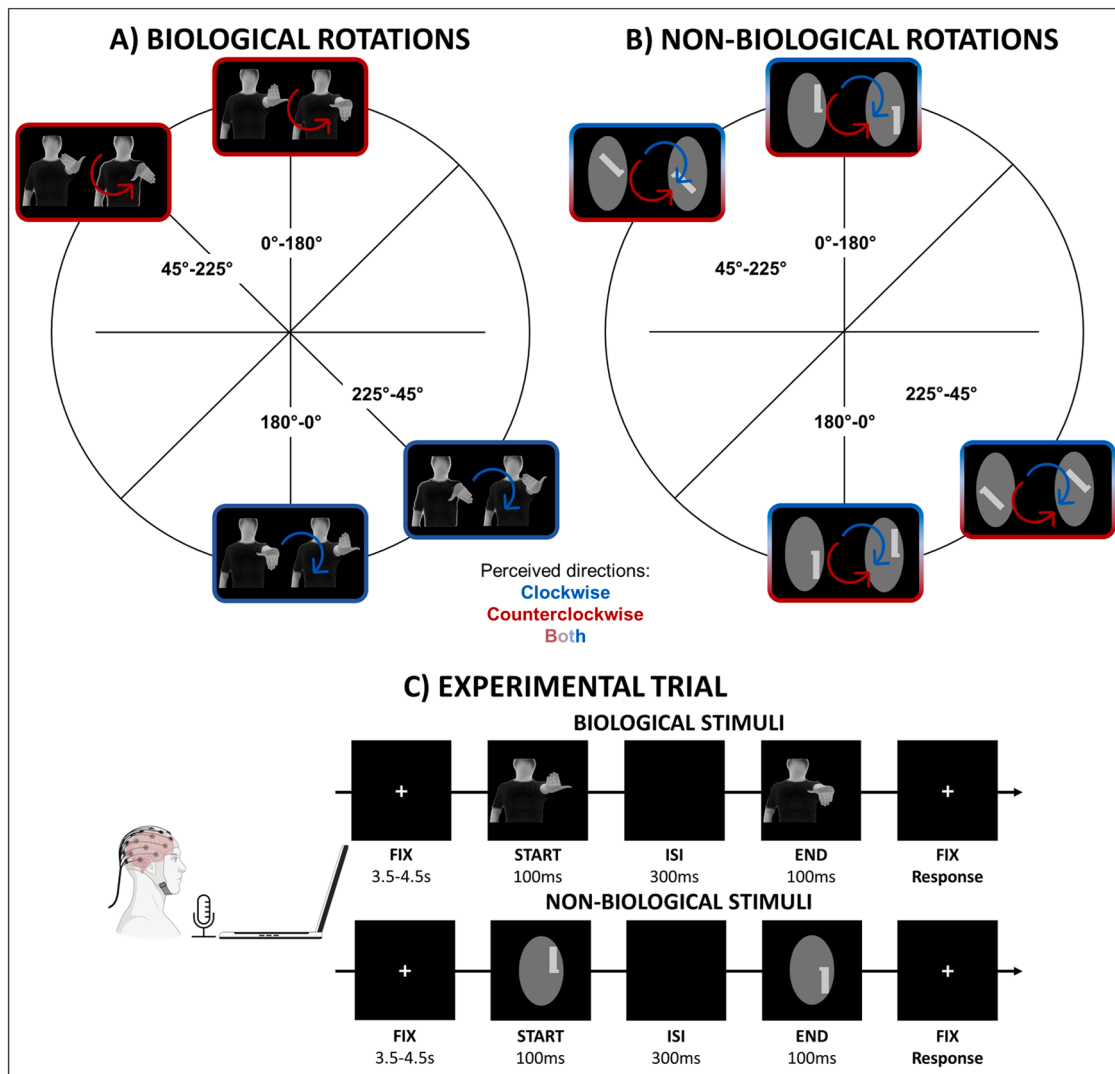 A) BIOLOGICAL ROTATIONS
0°-180°
45°-225°
225°-45°
180°-0°
B) NON-BIOLOGICAL ROTATIONS
0°-180°
45°-225°
225°-45°
180°-0°
Perceived directions:
Clockwise
Counterclockwise
Both
C) EXPERIMENTAL TRIAL
BIOLOGICAL STIMULI
FIX START ISI END FIX
3.5-4.5s 100ms 300ms 100ms Response
NON-BIOLOGICAL STIMULI
FIX START ISI END FIX
3.5-4.5s 100ms 300ms 100ms Response